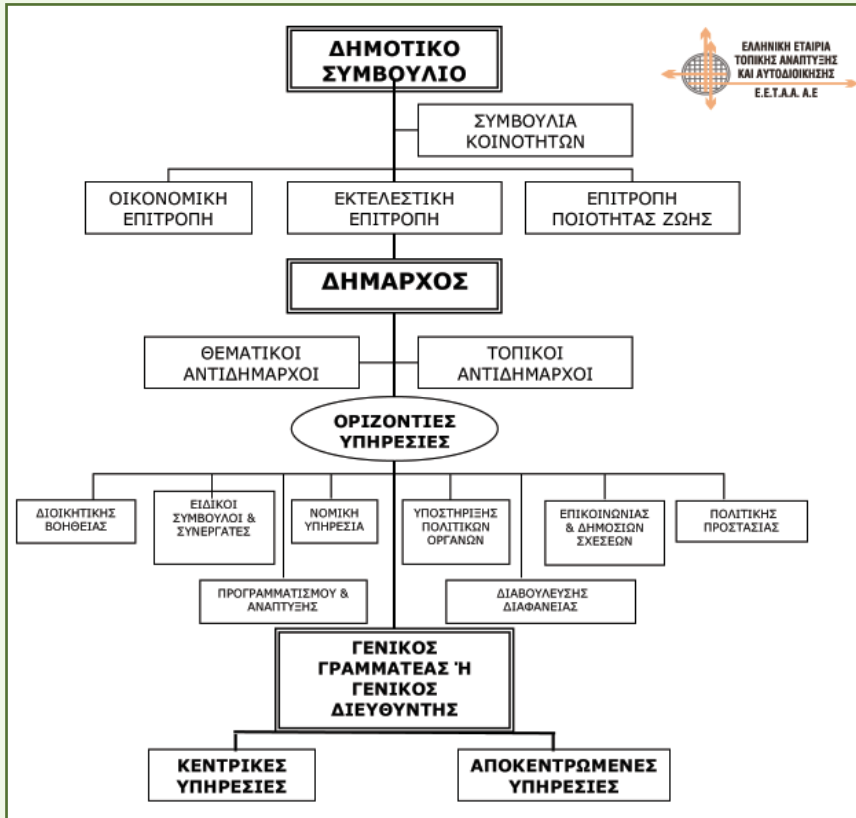 ΔΗΜΟΤΙΚΟ
ΣΥΜΒΟΥΛΙΟ
ΕΛΛΗΝΙΚΗ ΕΤΑΙΡΙΑ
ΤΟΠΙΚΗΣ ΑΝΑΠΤΥΞΗΣ
ΚΑΙ ΑΥΤΟΔΙΟΙΚΗΣΗΣ
Ε.Ε.Τ.Α.Α. Α.Ε
ΣΥΜΒΟΥΛΙΑ
ΚΟΙΝΟΤΗΤΩΝ
ΟΙΚΟΝΟΜΙΚΗ
ΕΠΙΤΡΟΠΗ
ΕΚΤΕΛΕΣΤΙΚΗ
ΕΠΙΤΡΟΠΗ
ΕΠΙΤΡΟΠΗ
ΠΟΙΟΤΗΤΑΣ ΖΩΗΣ
ΔΗΜΑΡΧΟΣ
ΘΕΜΑΤΙΚΟΙ
ΑΝΤΙΔΗΜΑΡΧΟΙ
ΤΟΠΙΚΟΙ
ΑΝΤΙΔΗΜΑΡΧΟΙ
ΟΡΙΖΟΝΤΙΕΣ
ΥΠΗΡΕΣΙΕΣ
ΔΙΟΙΚΗΤΙΚΗΣ
ΒΟΗΘΕΙΑΣ
ΕΙΔΙΚΟΙ
ΣΥΜΒΟΥΛΟΙ &
ΣΥΝΕΡΓΑΤΕΣ
ΝΟΜΙΚΗ
ΥΠΗΡΕΣΙΑ
ΥΠΟΣΤΗΡΙΞΗΣ
ΠΟΛΙΤΙΚΩΝ
ΟΡΓΑΝΩΝ
ΕΠΙΚΟΙΝΩΝΙΑΣ
& ΔΗΜΟΣΙΩΝ
ΣΧΕΣΕΩΝ
ΠΟΛΙΤΙΚΗΣ
ΠΡΟΣΤΑΣΙΑΣ
ΠΡΟΓΡΑΜΜΑΤΙΣΜΟΥ &
ΑΝΑΠΤΥΞΗΣ
ΔΙΑΒΟΥΛΕΥΣΗΣ
ΔΙΑΦΑΝΕΙΑΣ
ΓΕΝΙΚΟΣ
ΓΡΑΜΜΑΤΕΑΣ Ή
ΓΕΝΙΚΟΣ
ΔΙΕΥΘΥΝΤΗΣ
ΚΕΝΤΡΙΚΕΣ
ΥΠΗΡΕΣΙΕΣ
ΑΠΟΚΕΝΤΡΩΜΕΝΕΣ
ΥΠΗΡΕΣΙΕΣ